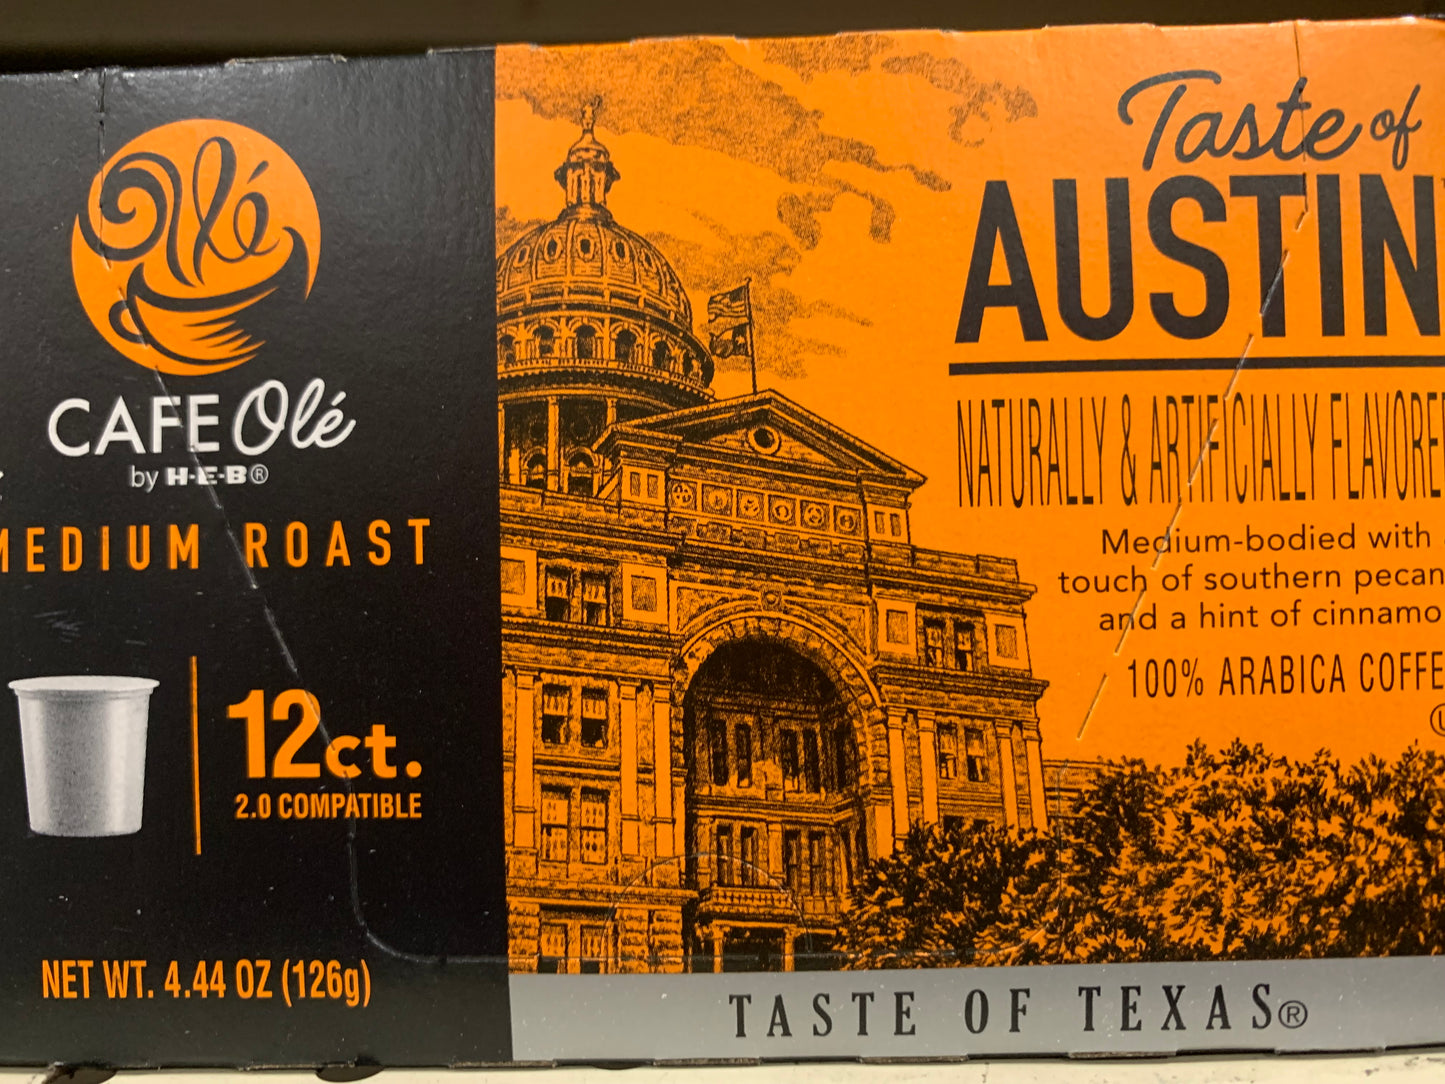 Olé
CAFE Olé
by H-E-B®
MEDIUM ROAST
12ct.
2.0 COMPATIBLE
NET WT. 4.44 OZ (126g)
Taste of
AUSTIN
NATURALLY & ARTIFICIALLY FLAVORE
Medium-bodied with
touch of southern pecan
and a hint of cinnamo
100% ARABICA COFFE
TASTE OF TEXAS®